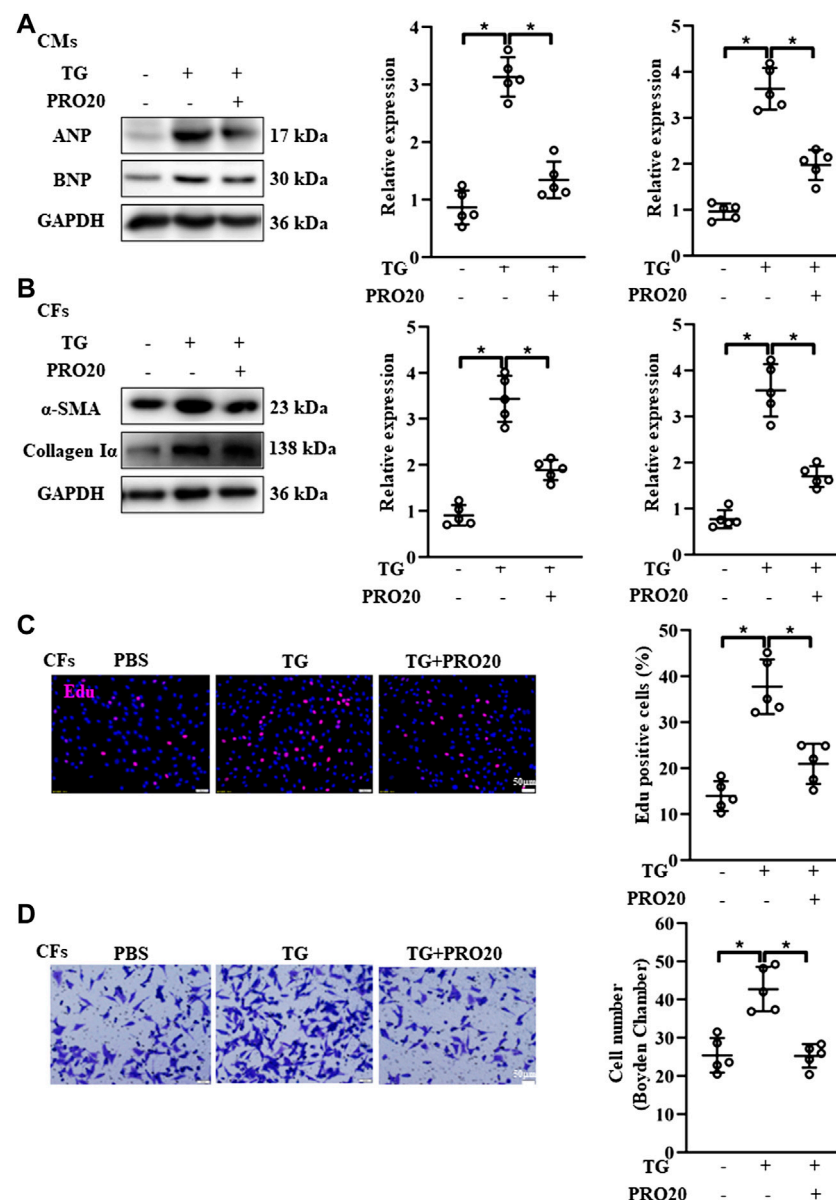 A
CMs
TG - + +
PRO20 - - +
ANP 17 kDa
BNP 30 kDa
GAPDH 36 kDa
Relative expression
4
3
2
1
0
* *
TG - + +
PRO20 - - +
Relative expression
5
4
3
2
1
0
* *
TG - + +
PRO20 - - +
B
CFs
TG - + +
PRO20 - - +
α-SMA 23 kDa
Collagen Iα 138 kDa
GAPDH 36 kDa
Relative expression
5
4
3
2
1
0
* *
TG - + +
PRO20 - - +
Relative expression
5
4
3
2
1
0
* *
TG - + +
PRO20 - - +
C
CFs PBS TG TG+PRO20
Edu
50μm
Edu positive cells (%)
50
40
30
20
10
0
* *
TG - + +
PRO20 - - +
D
CFs PBS TG TG+PRO20
50μm
Cell number
(Boyden Chamber)
60
50
40
30
20
10
0
* *
TG - + +
PRO20 - - +